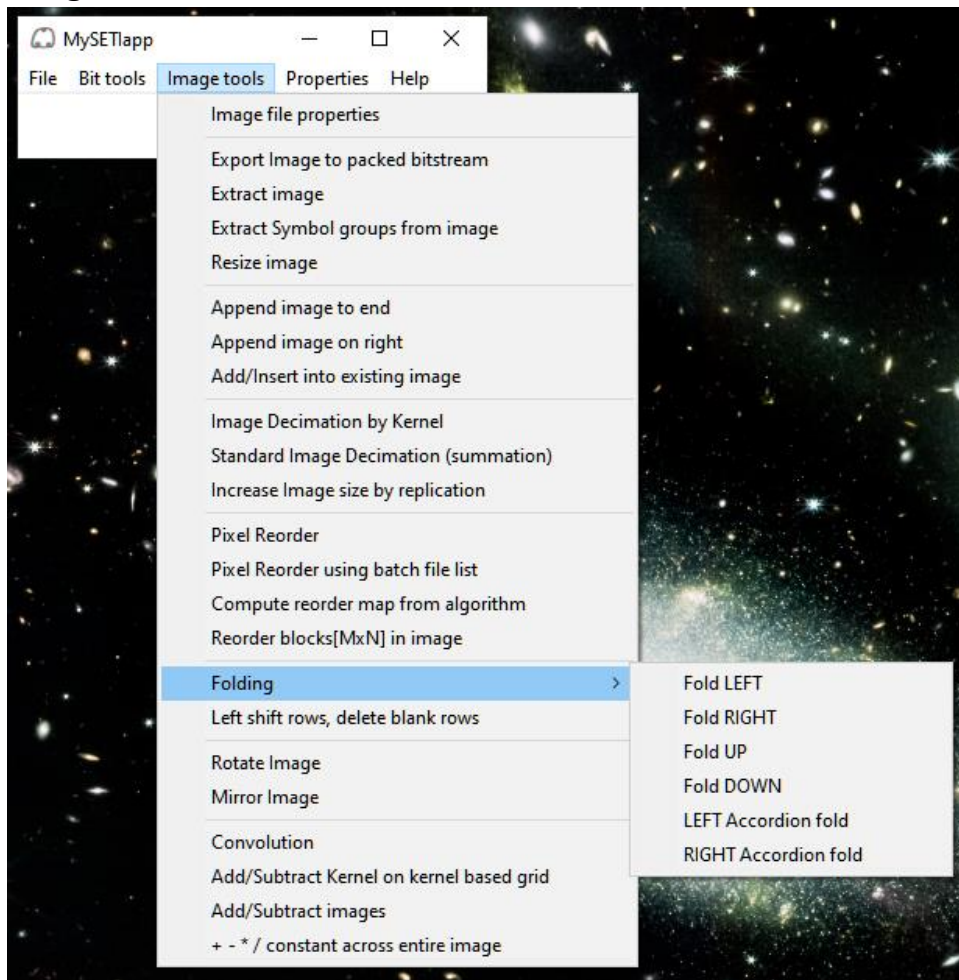 MySETIapp
File Bit tools Image tools Properties Help
Image file properties
Export Image to packed bitstream
Extract image
Extract Symbol groups from image
Resize image
Append image to end
Append image on right
Add/Insert into existing image
Image Decimation by Kernel
Standard Image Decimation (summation)
Increase Image size by replication
Pixel Reorder
Pixel Reorder using batch file list
Compute reorder map from algorithm
Reorder blocks[MxN] in image
Folding
Left shift rows, delete blank rows
Rotate Image
Mirror Image
Convolution
Add/Subtract Kernel on kernel based grid
Add/Subtract images
+ - * / constant across entire image
Fold LEFT
Fold RIGHT
Fold UP
Fold DOWN
LEFT Accordion fold
RIGHT Accordion fold